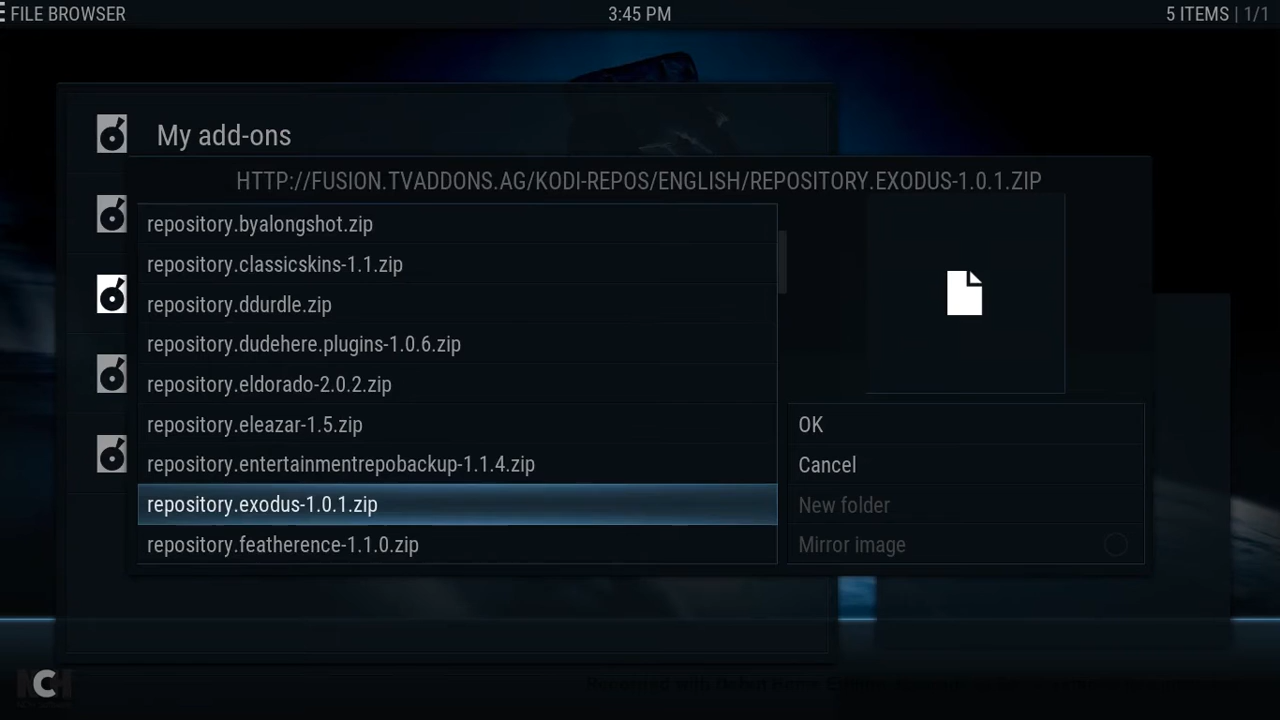 FILE BROWSER
3:45 PM
5 ITEMS | 1/1
My add-ons
HTTP://FUSION.TVADDONS.AG/KODI-REPOS/ENGLISH/REPOSITORY.EXODUS-1.0.1.ZIP
repository.byalongshot.zip
repository.classicskins-1.1.zip
repository.ddurdle.zip
repository.dudehere.plugins-1.0.6.zip
repository.eldorado-2.0.2.zip
repository.eleazar-1.5.zip
repository.entertainmentrepobackup-1.1.4.zip
repository.exodus-1.0.1.zip
repository.featherence-1.1.0.zip
OK
Cancel
New folder
Mirror image
NCH